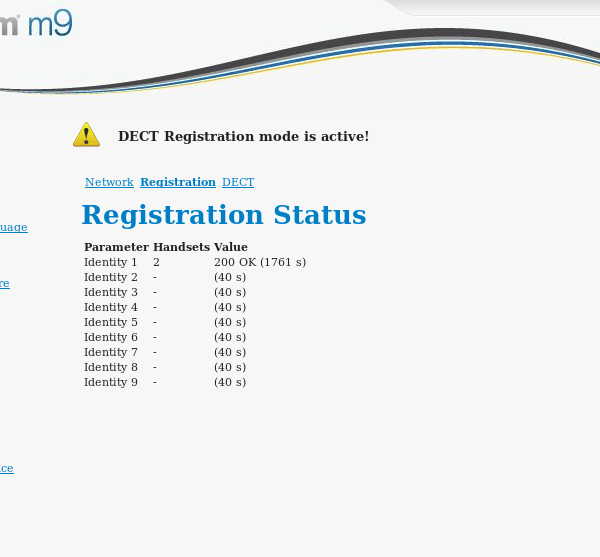 m m9
DECT Registration mode is active!
Network Registration DECT
Registration Status
uage
Parameter Handsets Value
Identity 1 2 200 OK (1761 s)
Identity 2 - (40 s)
re
Identity 3 - (40 s)
Identity 4 - (40 s)
Identity 5 - (40 s)
Identity 6 - (40 s)
Identity 7 - (40 s)
Identity 8 - (40 s)
Identity 9 - (40 s)
ce